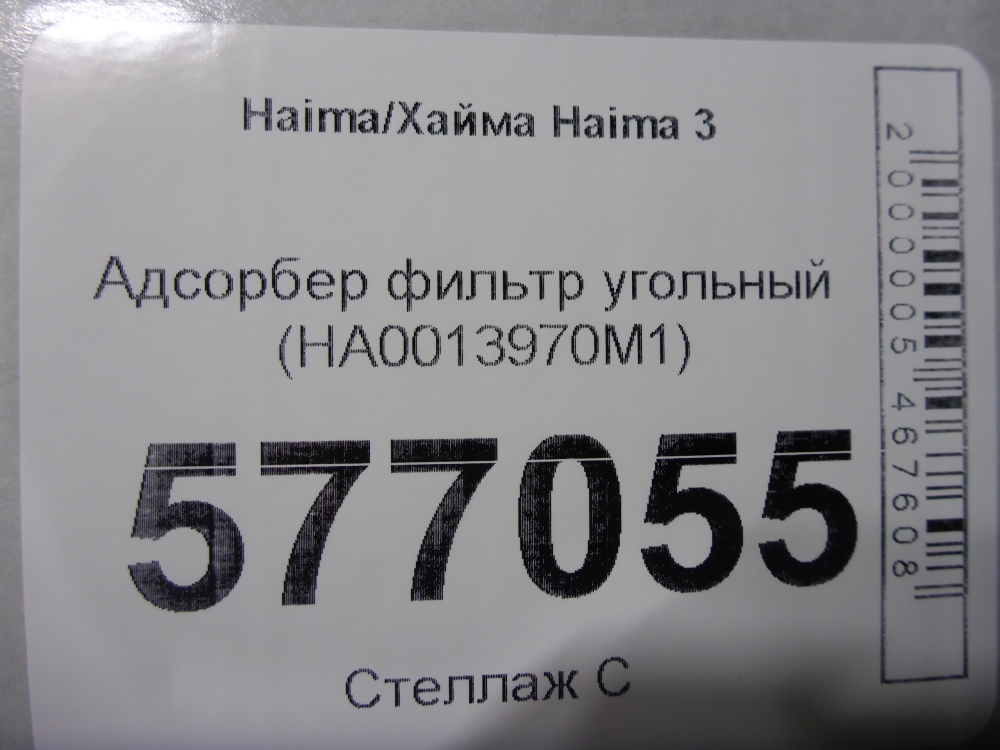 Haima/Хайма Haima 3
Адсорбер фильтр угольный
(HA0013970M1)
577055
Стеллаж С
2000005467608